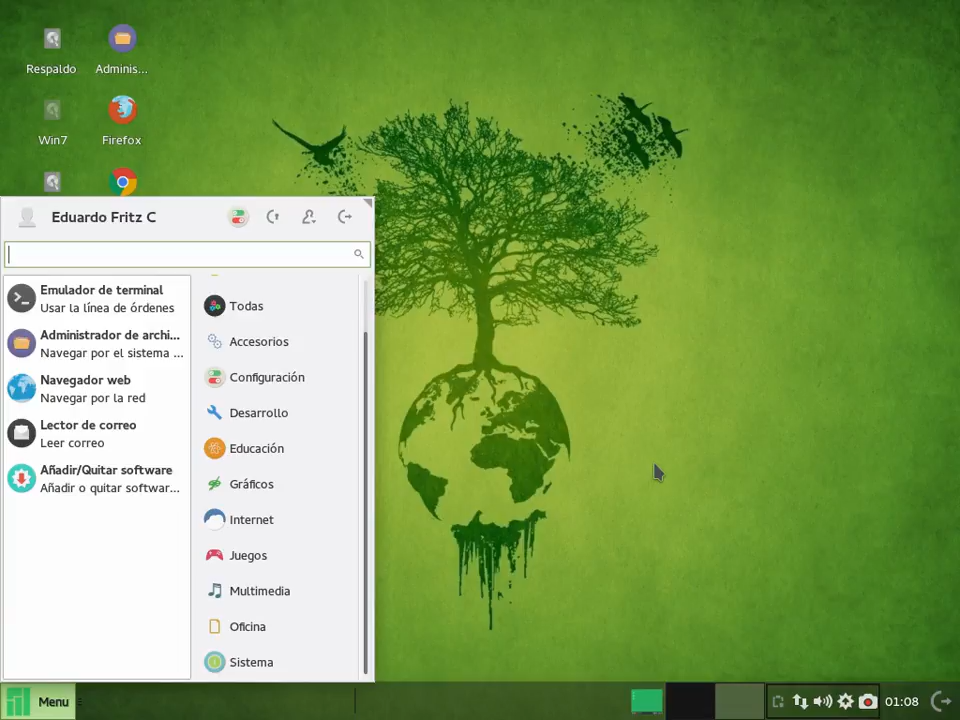 Respaldo
Adminis...
Win7
Firefox
Eduardo Fritz C
Emulador de terminal
Usar la línea de órdenes
Administrador de archi...
Navegar por el sistema ...
Navegador web
Navegar por la red
Lector de correo
Leer correo
Añadir/Quitar software
Añadir o quitar softwar...
Todas
Accesorios
Configuración
Desarrollo
Educación
Gráficos
Internet
Juegos
Multimedia
Oficina
Sistema
Menu
01:08